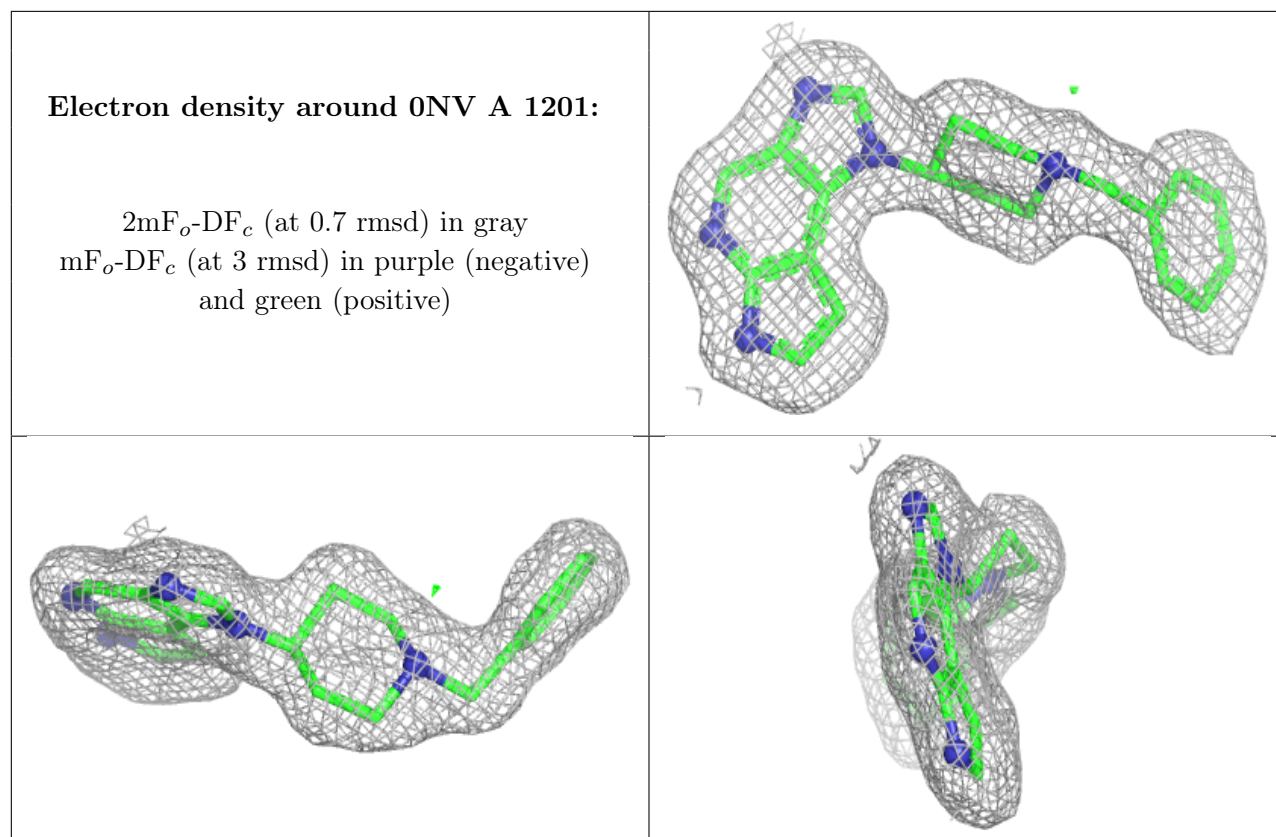 Electron density around 0NV A 1201:
2mFo-DFc (at 0.7 rmsd) in gray
mFo-DFc (at 3 rmsd) in purple (negative)
and green (positive)